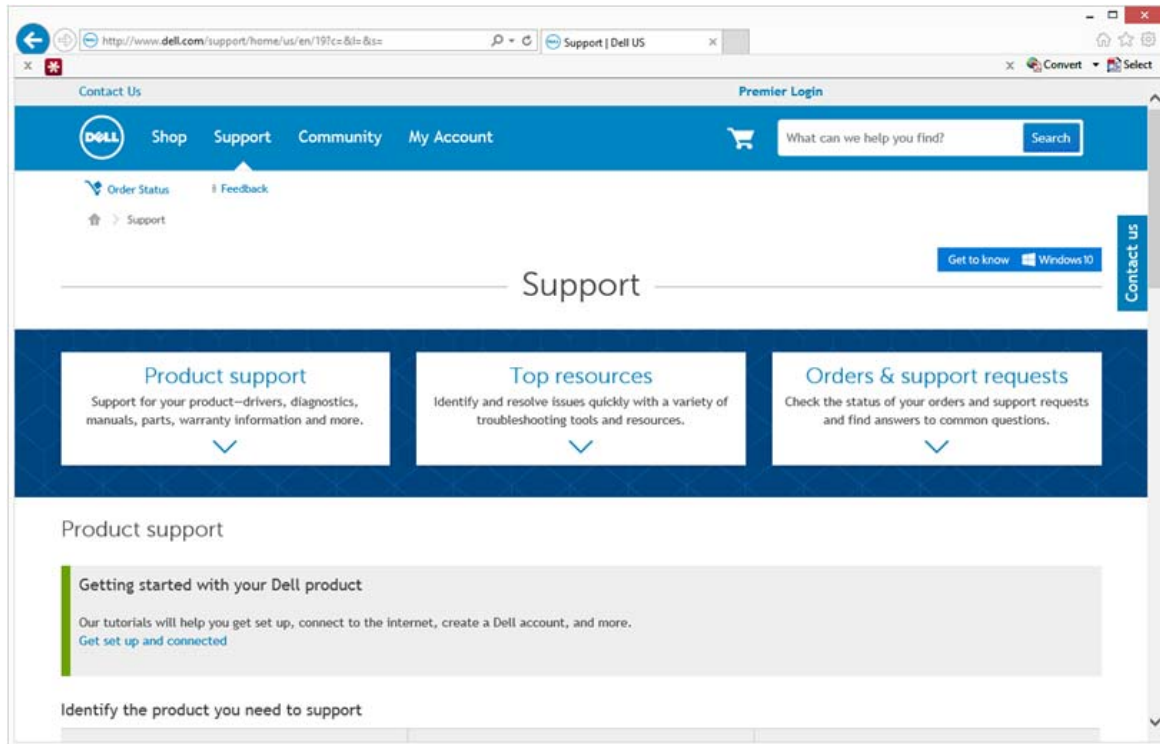 http://www.dell.com/support/home/us/en/19?c=&l=&s=
Support | Dell US
Convert
Select
Contact Us
Premier Login
DELL
Shop
Support
Community
My Account
What can we help you find?
Search
Order Status
Feedback
Support
Get to know Windows 10
Contact us
Support
Product support
Support for your product—drivers, diagnostics,
manuals, parts, warranty information and more.
Top resources
Identify and resolve issues quickly with a variety of
troubleshooting tools and resources.
Orders & support requests
Check the status of your orders and support requests
and find answers to common questions.
Product support
Getting started with your Dell product
Our tutorials will help you get set up, connect to the internet, create a Dell account, and more.
Get set up and connected
Identify the product you need to support